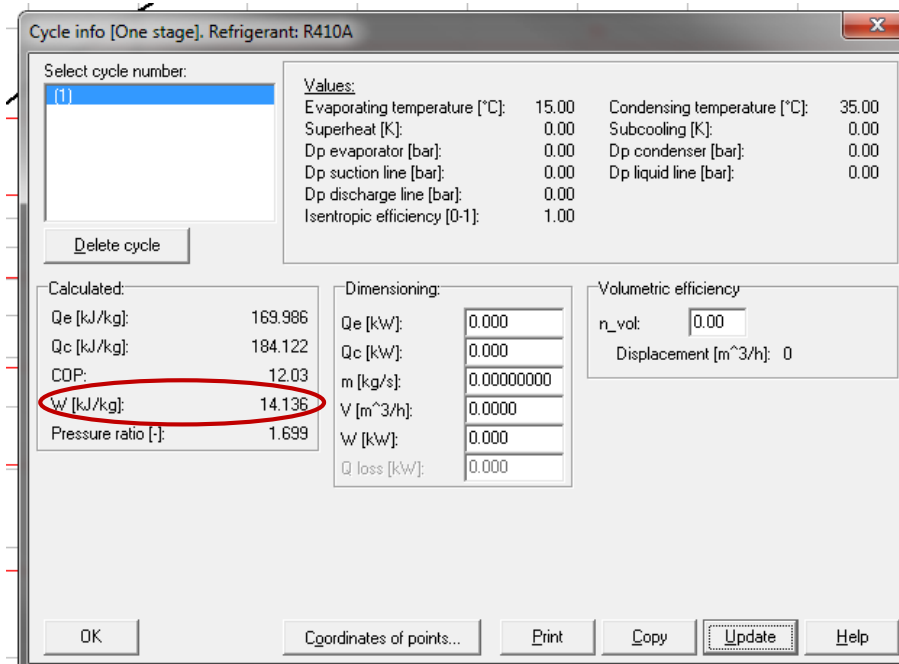 Cycle info [One stage]. Refrigerant: R410A
X
Select cycle number:
(1)
Delete cycle
Values:
Evaporating temperature [°C]: 15.00 Condensing temperature [°C]: 35.00
Superheat [K]: 0.00 Subcooling [K]: 0.00
Dp evaporator [bar]: 0.00 Dp condenser [bar]: 0.00
Dp suction line [bar]: 0.00 Dp liquid line [bar]: 0.00
Dp discharge line [bar]: 0.00
Isentropic efficiency [0-1]: 1.00
Calculated:
Qe [kJ/kg]: 169.986
Qc [kJ/kg]: 184.122
COP: 12.03
W [kJ/kg]: 14.136
Pressure ratio [-]: 1.699
Dimensioning:
Qe [kW]: 0.000
Qc [kW]: 0.000
m [kg/s]: 0.00000000
V [m^3/h]: 0.0000
W [kW]: 0.000
Q loss [kW]: 0.000
Volumetric efficiency
n_vol: 0.00
Displacement [m^3/h]: 0
OK Coordinates of points... Print Copy Update Help